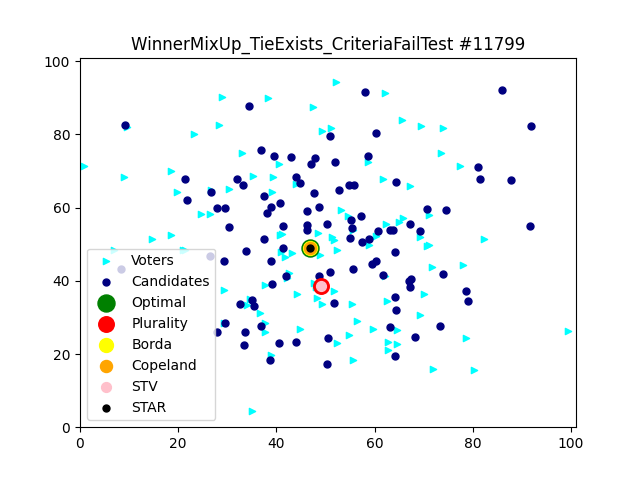 WinnerMixUp_TieExists_CriteriaFailTest #11799
100
80
60
40
20
0
Voters
Candidates
Optimal
Plurality
Borda
Copeland
STV
STAR
0 20 40 60 80 100